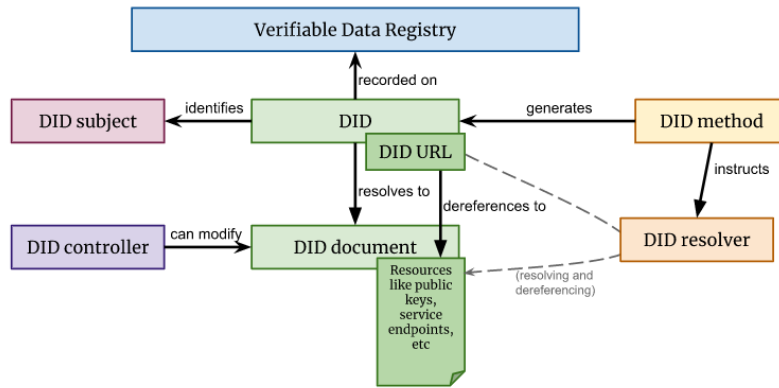 Verifiable Data Registry
recorded on
DID subject
identifies
DID
generates
DID method
DID URL
instructs
resolves to
dereferences to
DID controller
can modify
DID document
DID resolver
Resources
like public
keys,
service
endpoints,
etc
(resolving and
dereferencing)